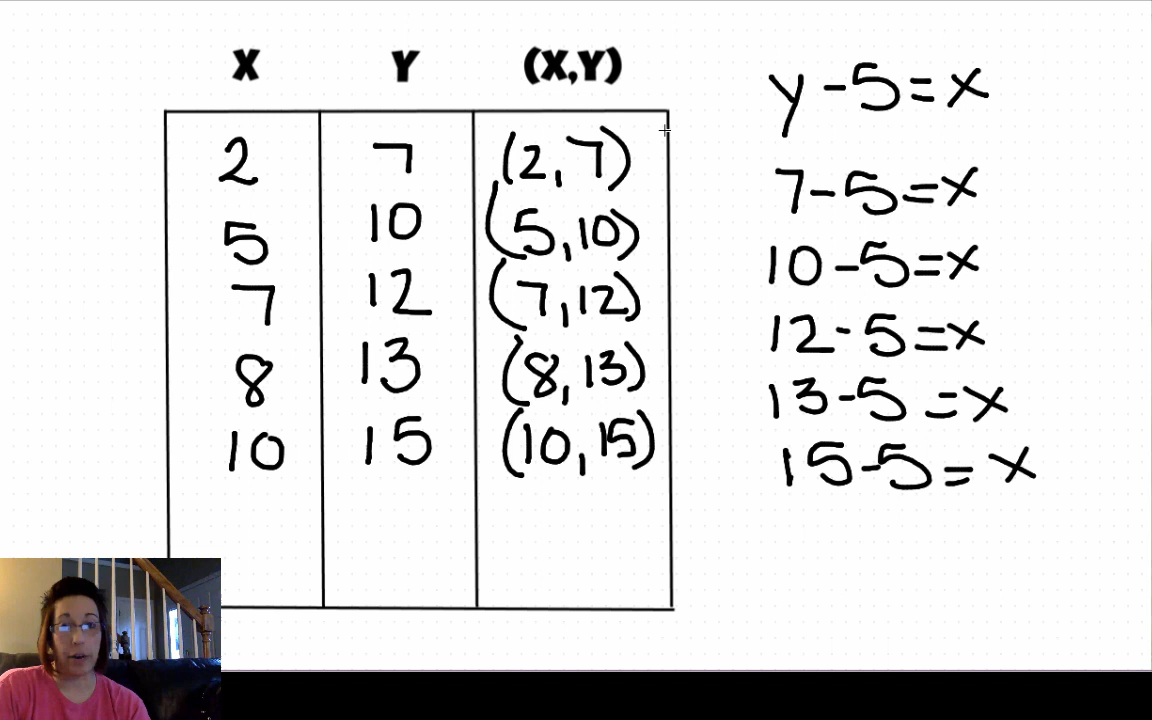 X Y (X,Y)
2 7 (2,7)
5 10 (5,10)
7 12 (7,12)
8 13 (8,13)
10 15 (10,15)
y-5=x
7-5=x
10-5=x
12-5=x
13-5=x
15-5=x